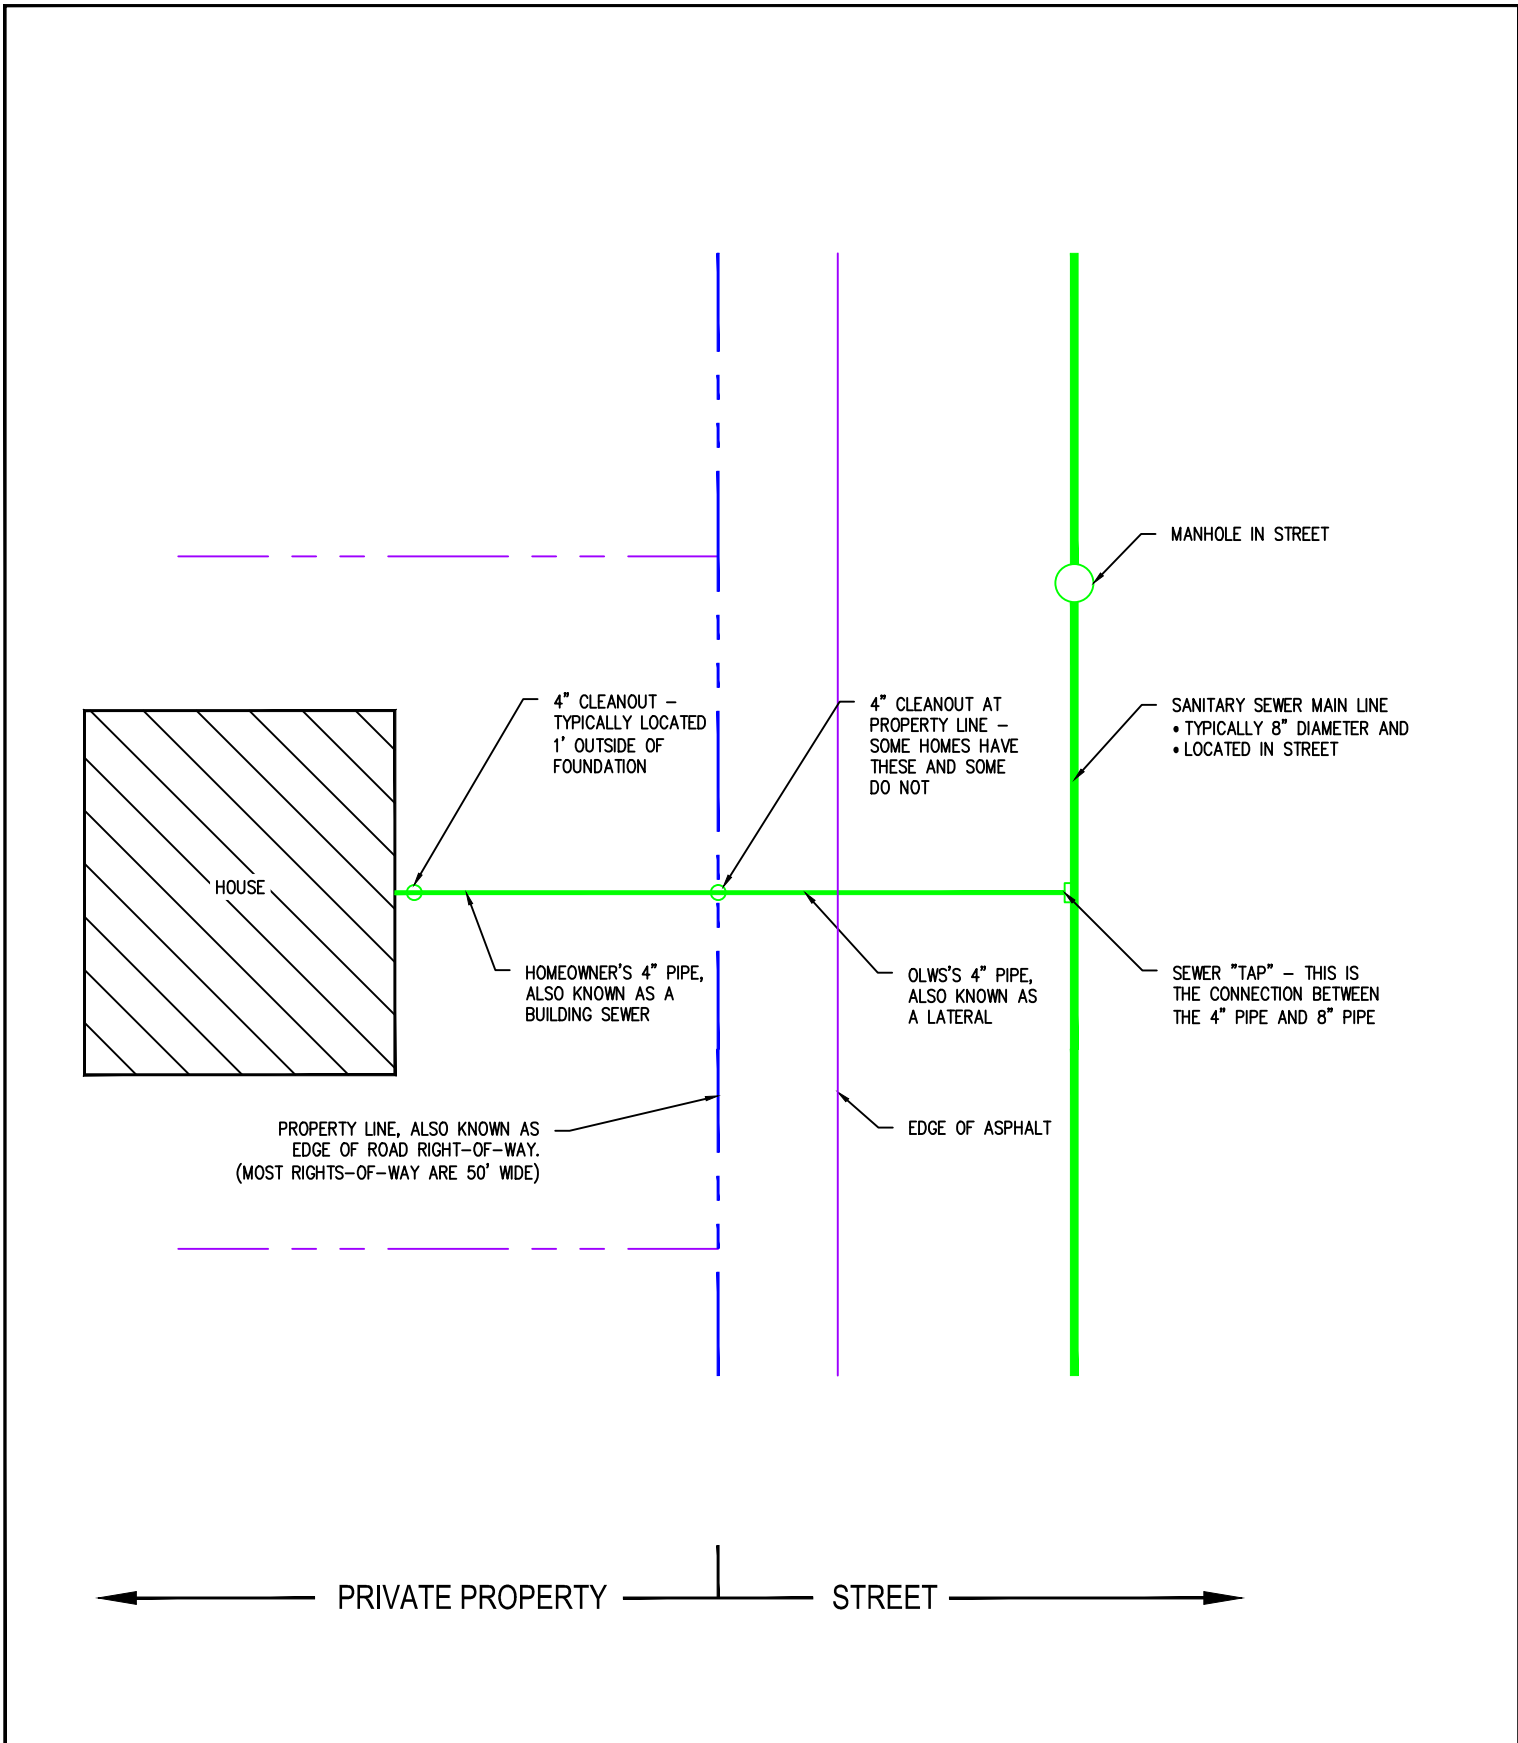 MANHOLE IN STREET
4" CLEANOUT –
TYPICALLY LOCATED
1' OUTSIDE OF
FOUNDATION
4" CLEANOUT AT
PROPERTY LINE –
SOME HOMES HAVE
THESE AND SOME
DO NOT
SANITARY SEWER MAIN LINE
• TYPICALLY 8" DIAMETER AND
• LOCATED IN STREET
HOUSE
HOMEOWNER'S 4" PIPE,
ALSO KNOWN AS A
BUILDING SEWER
OLWS'S 4" PIPE,
ALSO KNOWN AS
A LATERAL
SEWER "TAP" – THIS IS
THE CONNECTION BETWEEN
THE 4" PIPE AND 8" PIPE
PROPERTY LINE, ALSO KNOWN AS
EDGE OF ROAD RIGHT–OF–WAY.
(MOST RIGHTS–OF–WAY ARE 50' WIDE)
EDGE OF ASPHALT
PRIVATE PROPERTY
STREET